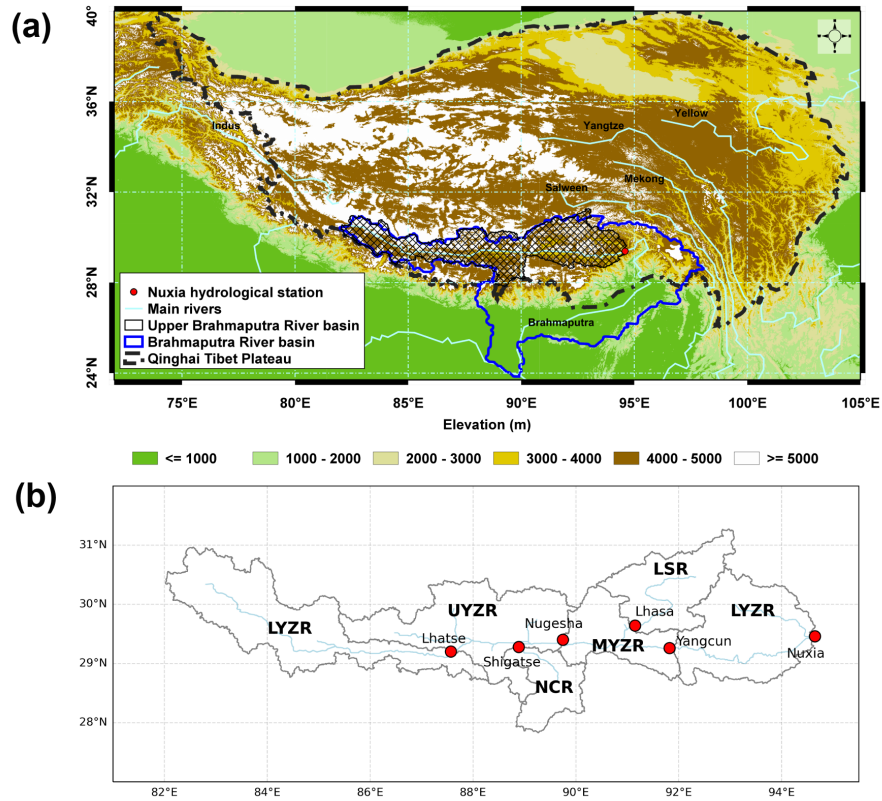 (a)
40°
36°N
32°N
28°N
24°N
Indus
Yangtze
Yellow
Salween
Mekong
Brahmaputra
Nuxia hydrological station
Main rivers
Upper Brahmaputra River basin
Brahmaputra River basin
Qinghai Tibet Plateau
75°E 80°E 85°E 90°E 95°E 100°E 105°E
Elevation (m)
<= 1000 1000 - 2000 2000 - 3000 3000 - 4000 4000 - 5000 >= 5000
(b)
31°N
30°N
29°N
28°N
LSR
UYZR
LYZR
Nugesha
Lhasa
LYZR
Lhatse
MYZR
Yangcun
Shigatse
Nuxia
NCR
82°E 84°E 86°E 88°E 90°E 92°E 94°E